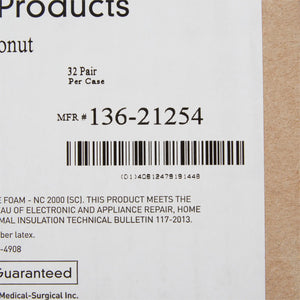 Products
onut
32 Pair
Per Case
MFR # 136-21254
(01)40612479191448
E FOAM - NC 2000 (SC). THIS PRODUCT MEETS THE
AU OF ELECTRONIC AND APPLIANCE REPAIR, HOME
RMAL INSULATION TECHNICAL BULLETIN 117-2013.
ber latex.
-4908
Guaranteed
Medical-Surgical Inc.